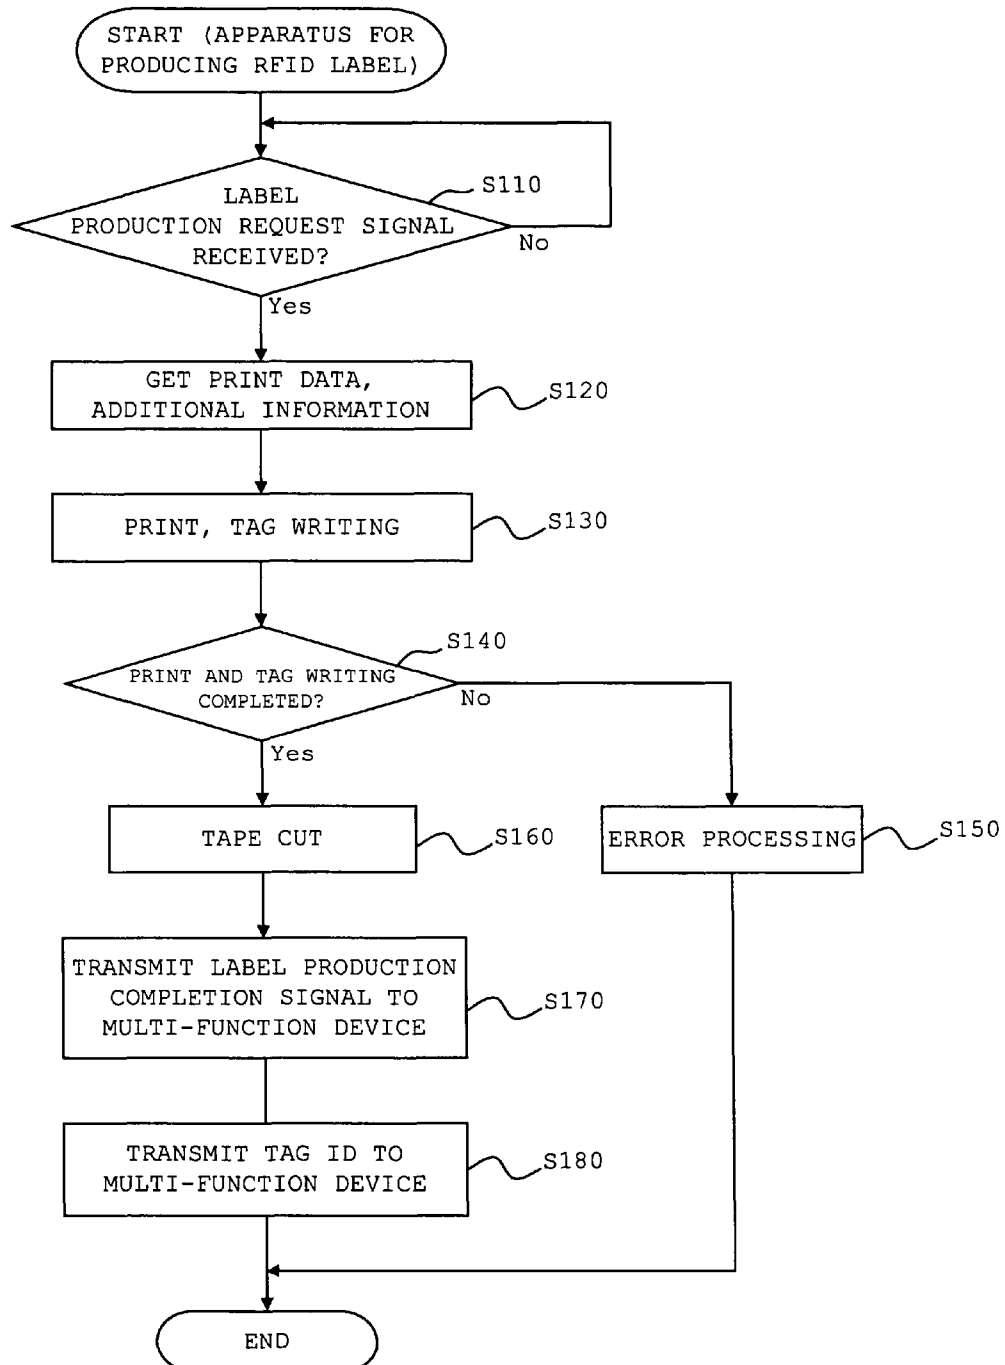 START (APPARATUS FOR
PRODUCING RFID LABEL)
LABEL
PRODUCTION REQUEST SIGNAL
RECEIVED?
S110
No
Yes
GET PRINT DATA,
ADDITIONAL INFORMATION
S120
PRINT, TAG WRITING
S130
PRINT AND TAG WRITING
COMPLETED?
S140
No
Yes
TAPE CUT
S160
ERROR PROCESSING
S150
TRANSMIT LABEL PRODUCTION
COMPLETION SIGNAL TO
MULTI-FUNCTION DEVICE
S170
TRANSMIT TAG ID TO
MULTI-FUNCTION DEVICE
S180
END